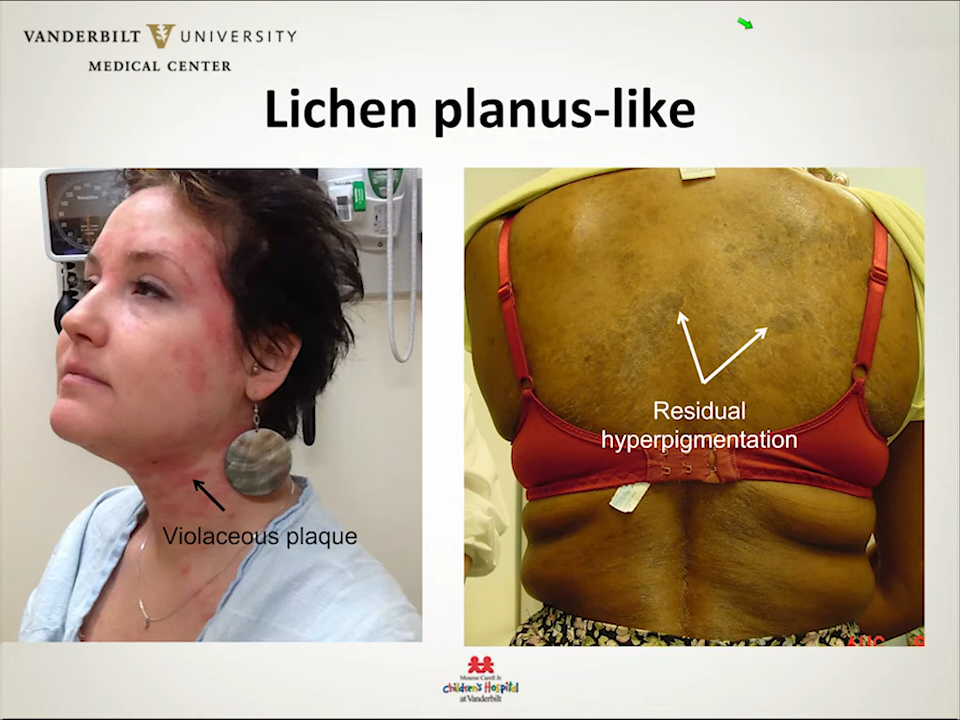 VANDERBILT V UNIVERSITY
MEDICAL CENTER
Lichen planus-like
Violaceous plaque
Residual
hyperpigmentation
Monroe Carell Jr.
Children's Hospital
at Vanderbilt